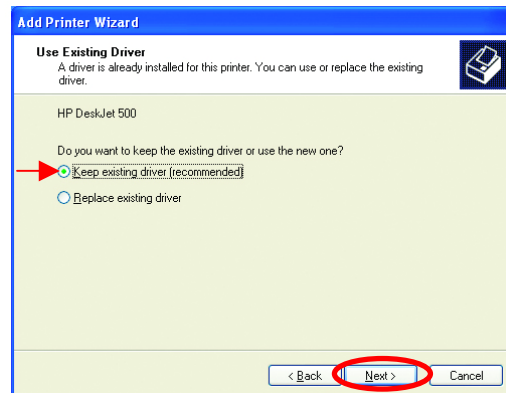 Add Printer Wizard
Use Existing Driver
A driver is already installed for this printer. You can use or replace the existing
driver.
HP DeskJet 500
Do you want to keep the existing driver or use the new one?
Keep existing driver (recommended)
Replace existing driver
< Back
Next >
Cancel